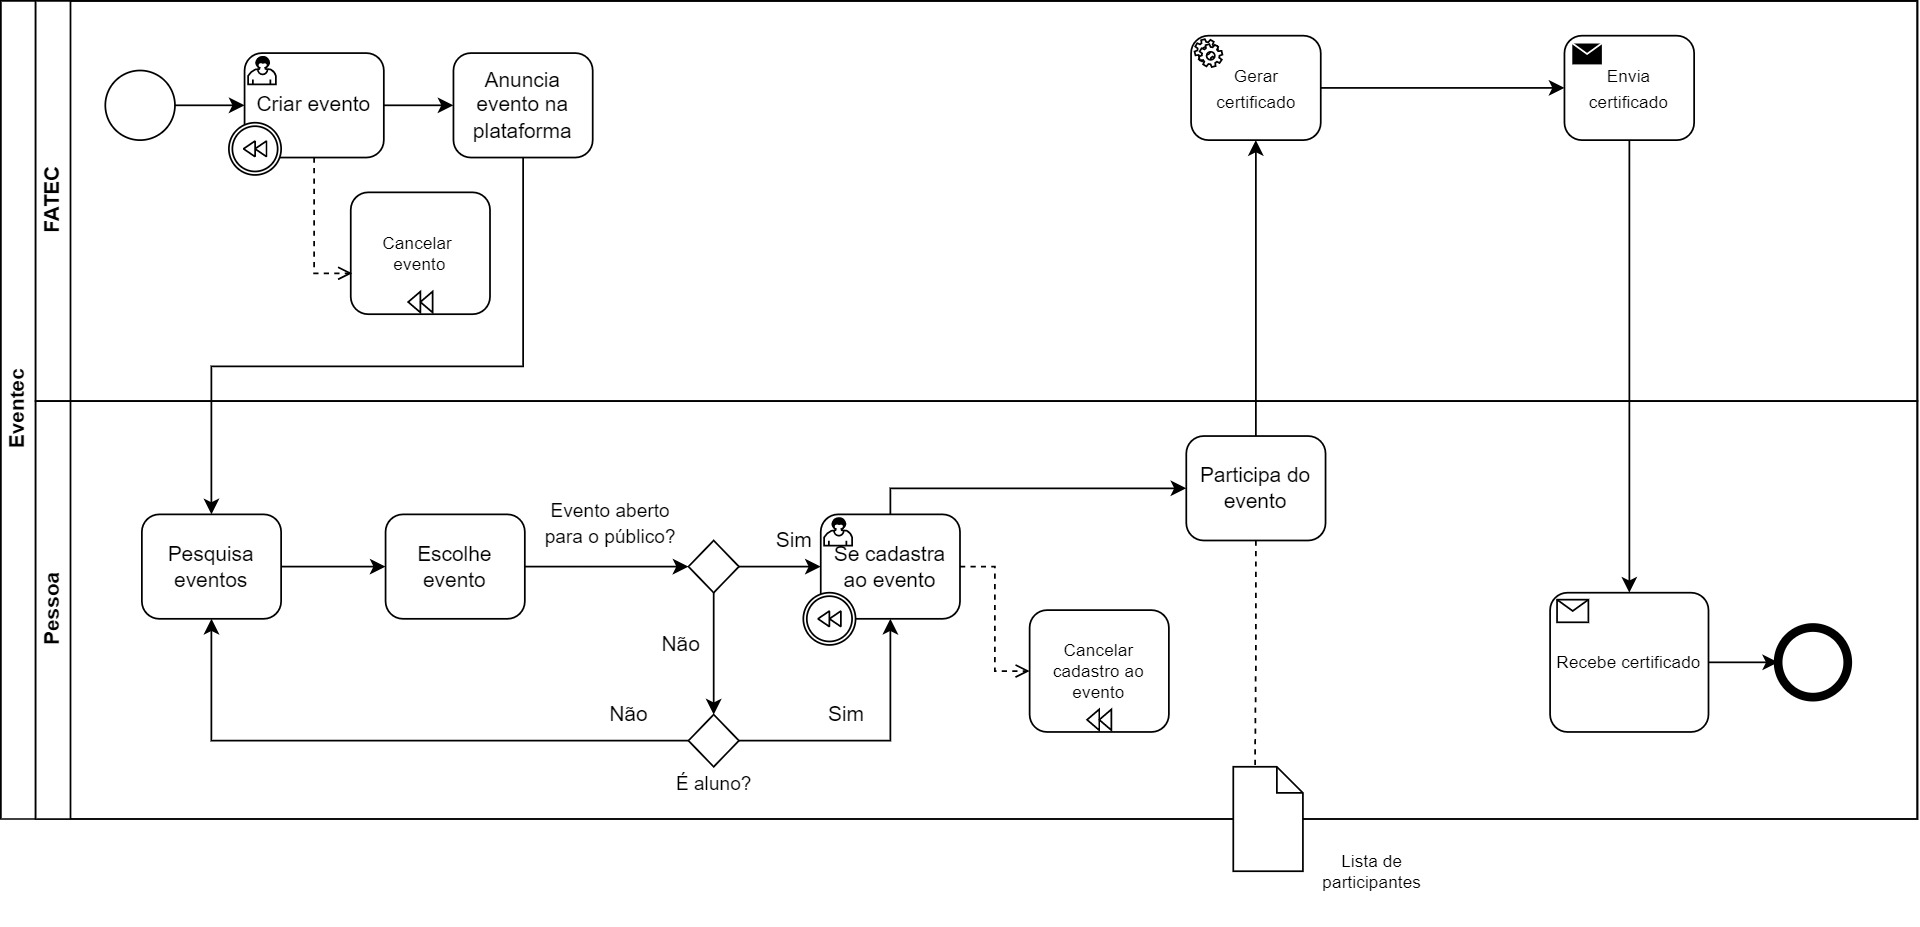 Eventec
FATEC
Criar evento
Anuncia
evento na
plataforma
Cancelar
evento
Gerar
certificado
Envia
certificado
Pessoa
Pesquisa
eventos
Escolhe
evento
Evento aberto
para o público?
Sim
Não
Se cadastra
ao evento
Não
Sim
É aluno?
Cancelar
cadastro ao
evento
Participa do
evento
Recebe certificado
Lista de
participantes